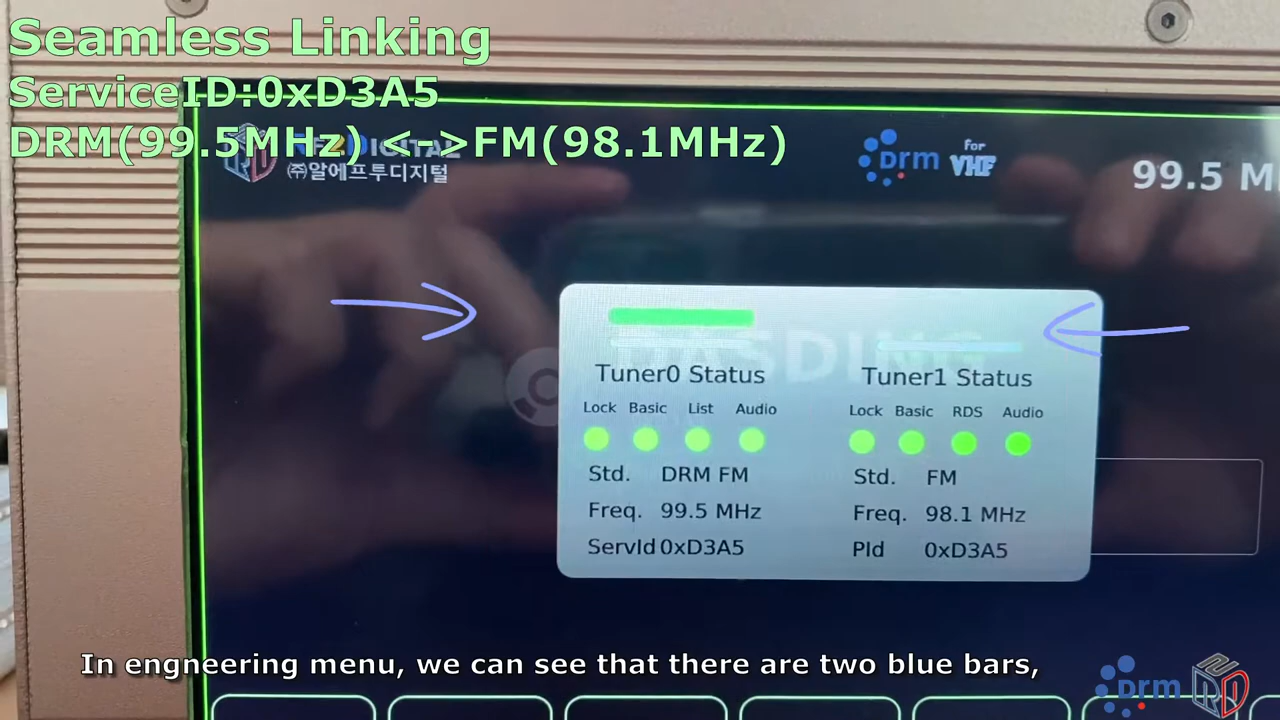 Seamless Linking
ServiceID:0xD3A5
DRM(99.5MHz) <->FM(98.1MHz)
(주)알에프투디지털
Drm for VHF
99.5 M
DASDING
Tuner0 Status
Lock Basic List Audio
Std. DRM FM
Freq. 99.5 MHz
ServId 0xD3A5
Tuner1 Status
Lock Basic RDS Audio
Std. FM
Freq. 98.1 MHz
PId 0xD3A5
In engneering menu, we can see that there are two blue bars,
Drm